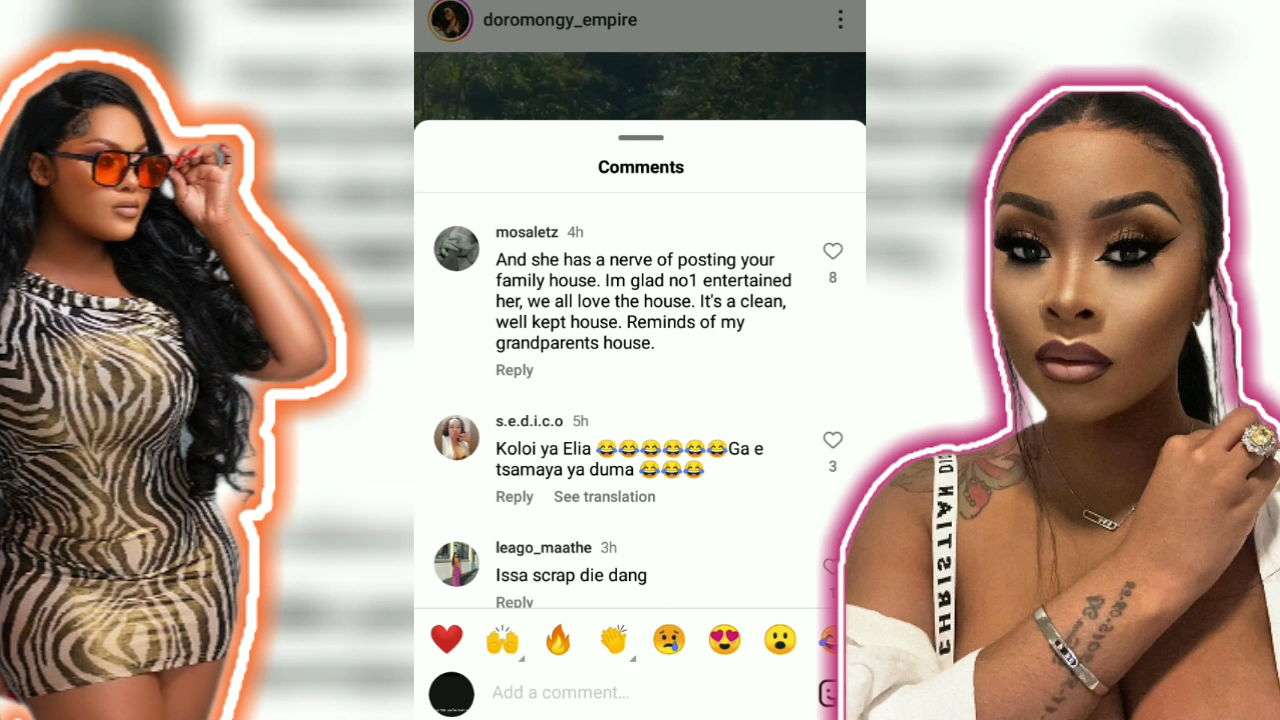 doromongy_empire
Comments
mosaletz 4h
And she has a nerve of posting your
family house. Im glad no1 entertained
her, we all love the house. It's a clean,
well kept house. Reminds of my
grandparents house.
8
Reply
s.e.d.i.c.o 5h
Koloi ya Elia 😂😂😂😂😂😂Ga e
tsamaya ya duma 😂😂😂
3
Reply See translation
leago_maathe 3h
Issa scrap die dang
Reply
Add a comment...
CHRISTIAN DIO